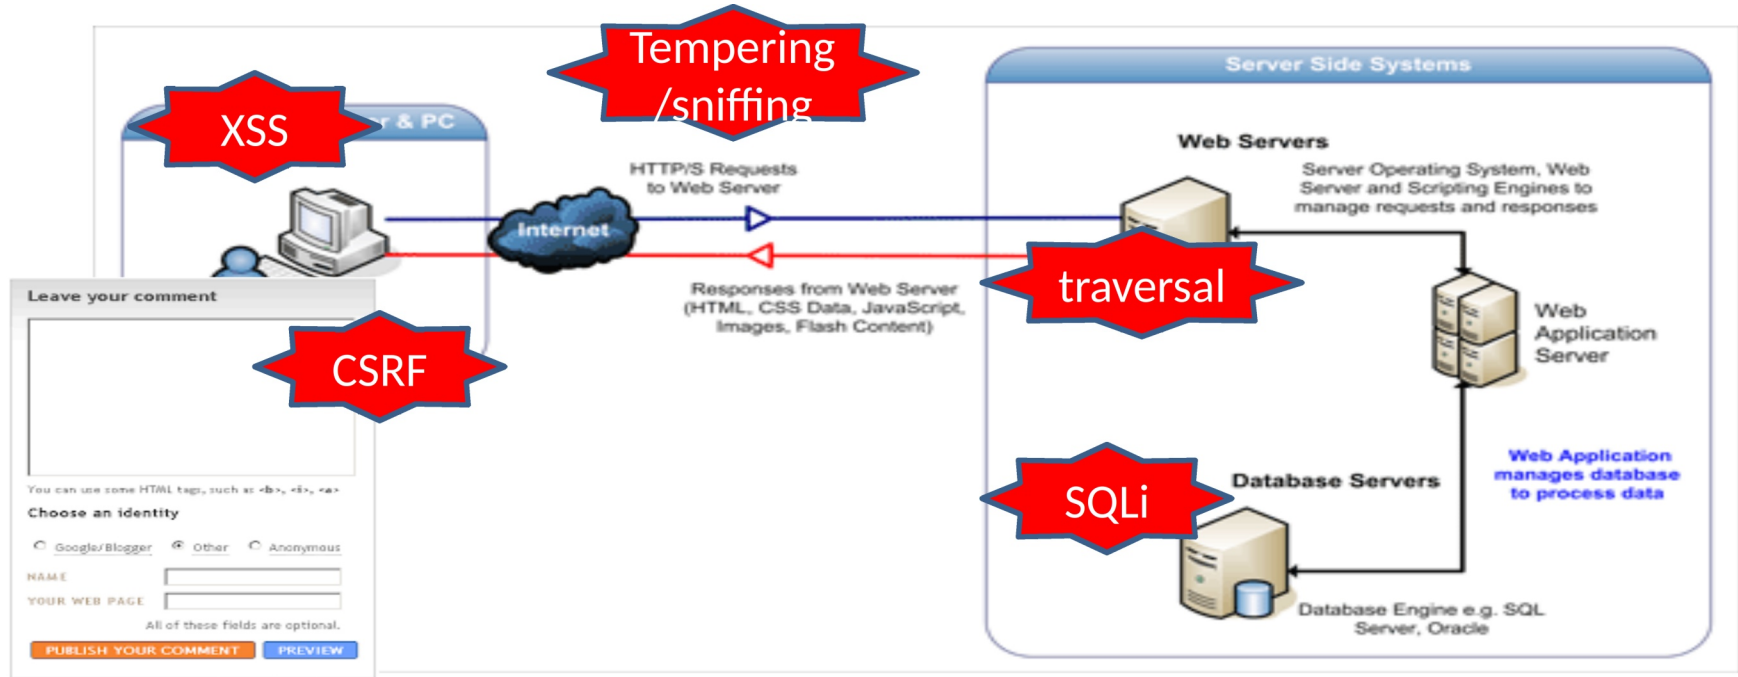 Tempering
/sniffing
XSS
r & PC
Server Side Systems
Web Servers
Server Operating System, Web
Server and Scripting Engines to
manage requests and responses
HTTP/S Requests
to Web Server
Internet
traversal
Responses from Web Server
(HTML, CSS Data, JavaScript,
Images, Flash Content)
Web
Application
Server
Leave your comment
CSRF
Web Application
manages database
to process data
Database Servers
SQLi
Database Engine e.g. SQL
Server, Oracle
You can use some HTML tags, such as <b>, <i>, <a>
Choose an identity
Google/Blogger Other Anonymous
NAME
YOUR WEB PAGE
All of these fields are optional.
PUBLISH YOUR COMMENT PREVIEW